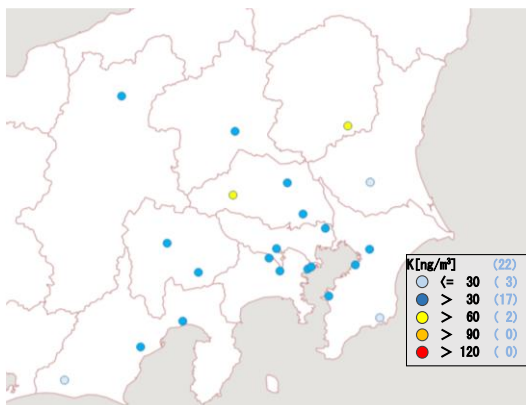 K[ng/m³] (22)
<= 30 ( 3)
> 30 (17)
> 60 ( 2)
> 90 ( 0)
> 120 ( 0)